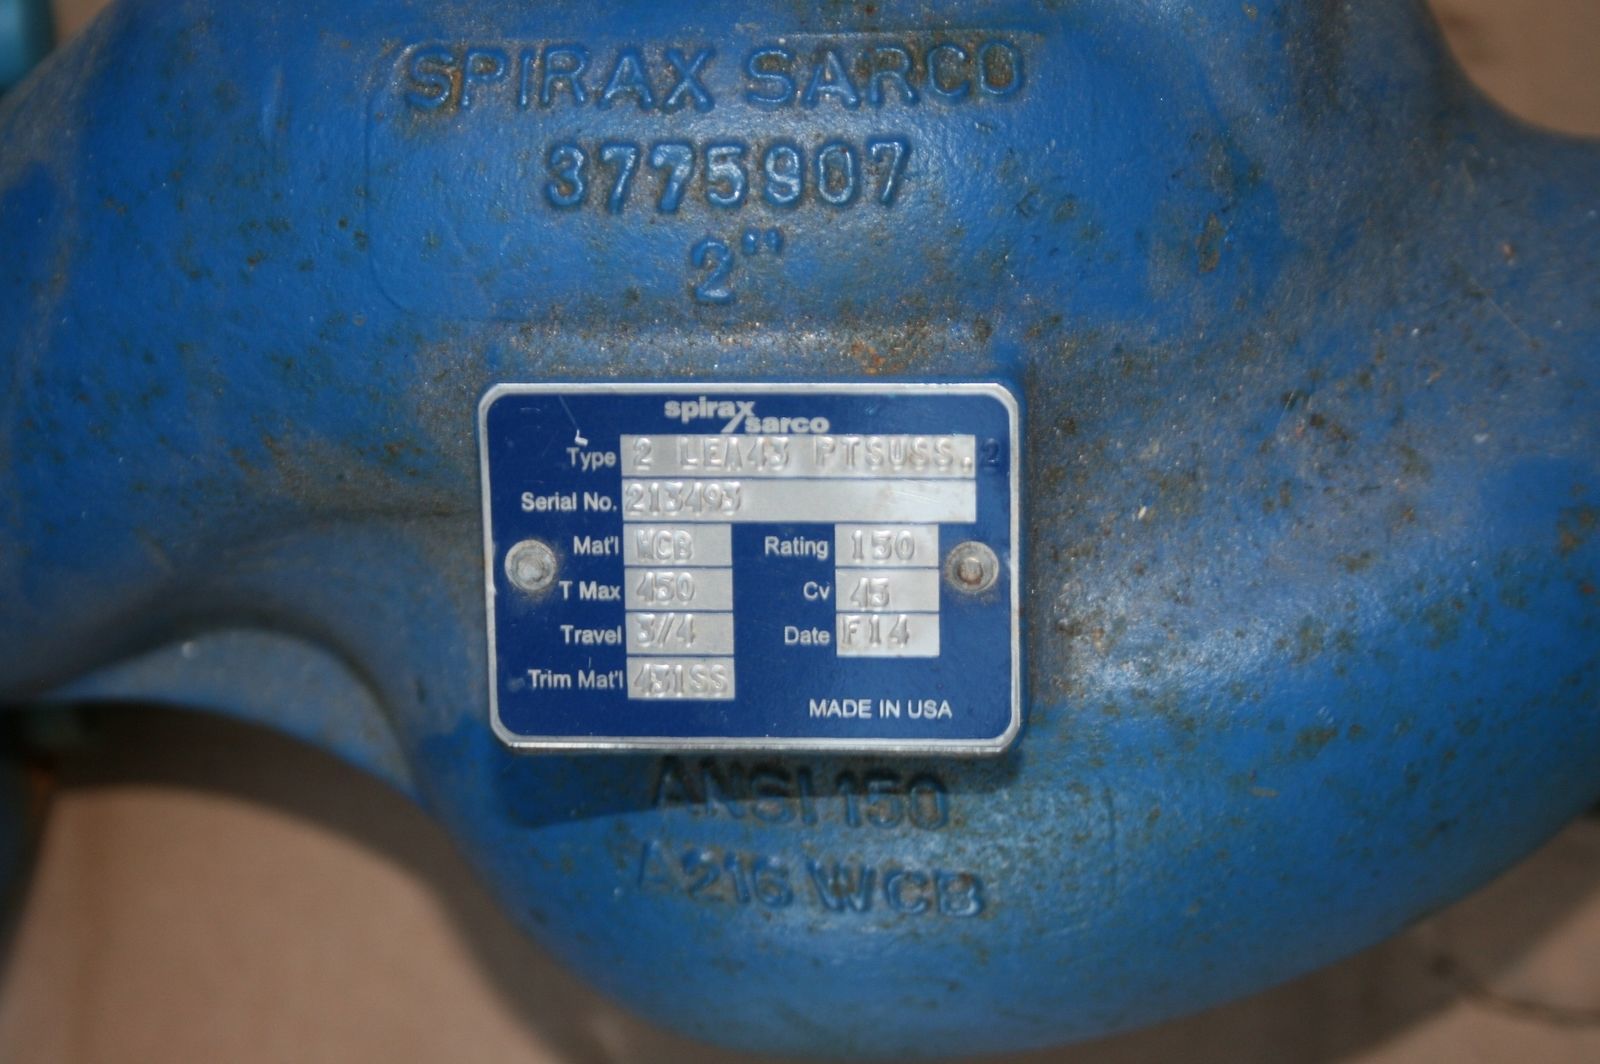 SPIRAX SARCO
3775907
2"
spirax
sarco
Type 2 LEA43 PTSUSS.2
Serial No. 213493
Mat'l WCB Rating 150
T Max 450 Cv 43
Travel 3/4 Date F14
Trim Mat'l 431SS
MADE IN USA
ANSI 150
A216 WCB